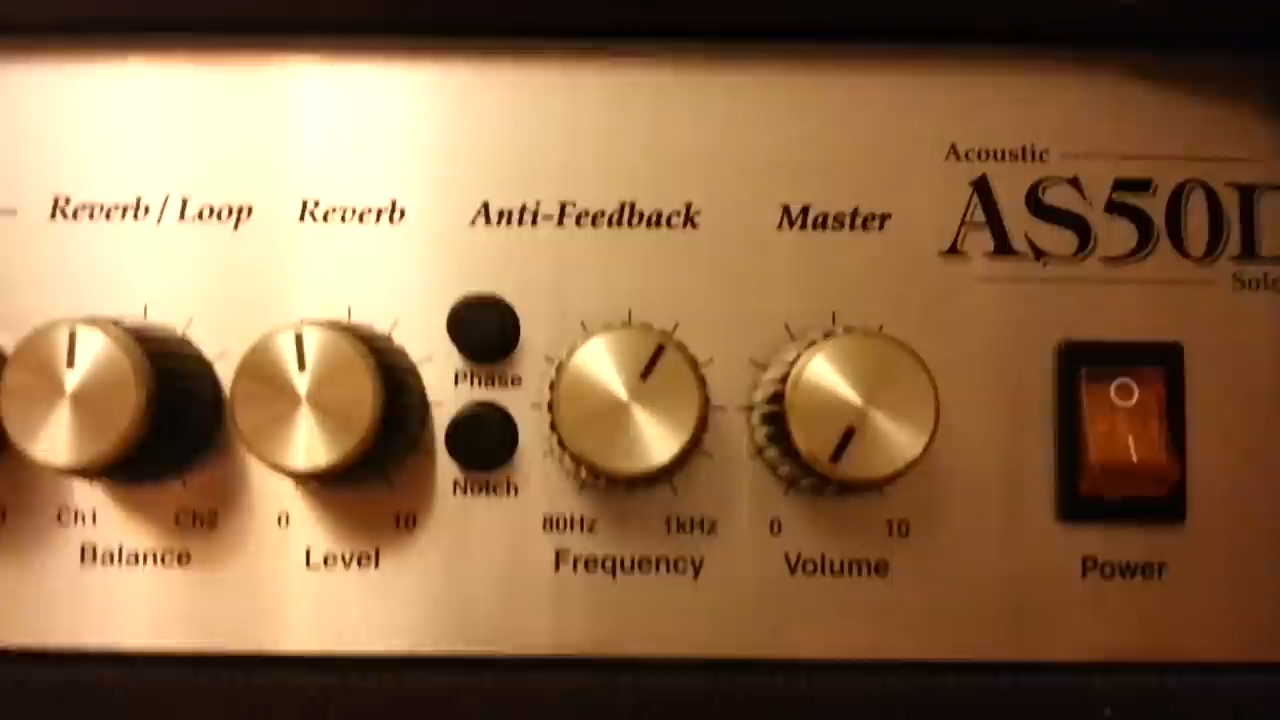 Acoustic
AS50D
Reverb / Loop Reverb Anti-Feedback Master
Phase
Notch
Ch1 Ch2 0 10 80Hz 1kHz 0 10
Balance Level Frequency Volume Power